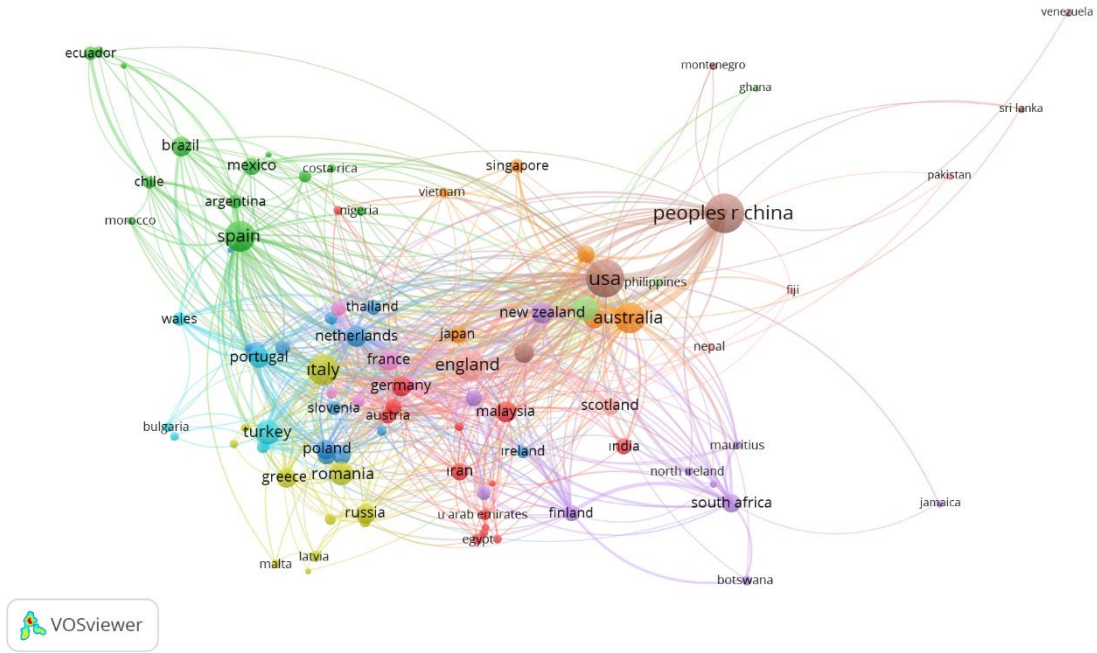 venezuela
ecuador
montenegro
ghana
sri lanka
brazil
mexico
costa rica
singapore
pakistan
chile
vietnam
argentina
morocco
nigeria
peoples r china
spain
usa
philippines
fiji
thailand
new zealand
australia
wales
netherlands
japan
nepal
portugal
france
england
italy
germany
slovenia
austria
malaysia
scotland
bulgaria
turkey
poland
ireland
india
mauritius
greece
romania
iran
north ireland
russia
u arab emirates
finland
south africa
jamaica
egypt
malta
latvia
botswana
VOSviewer